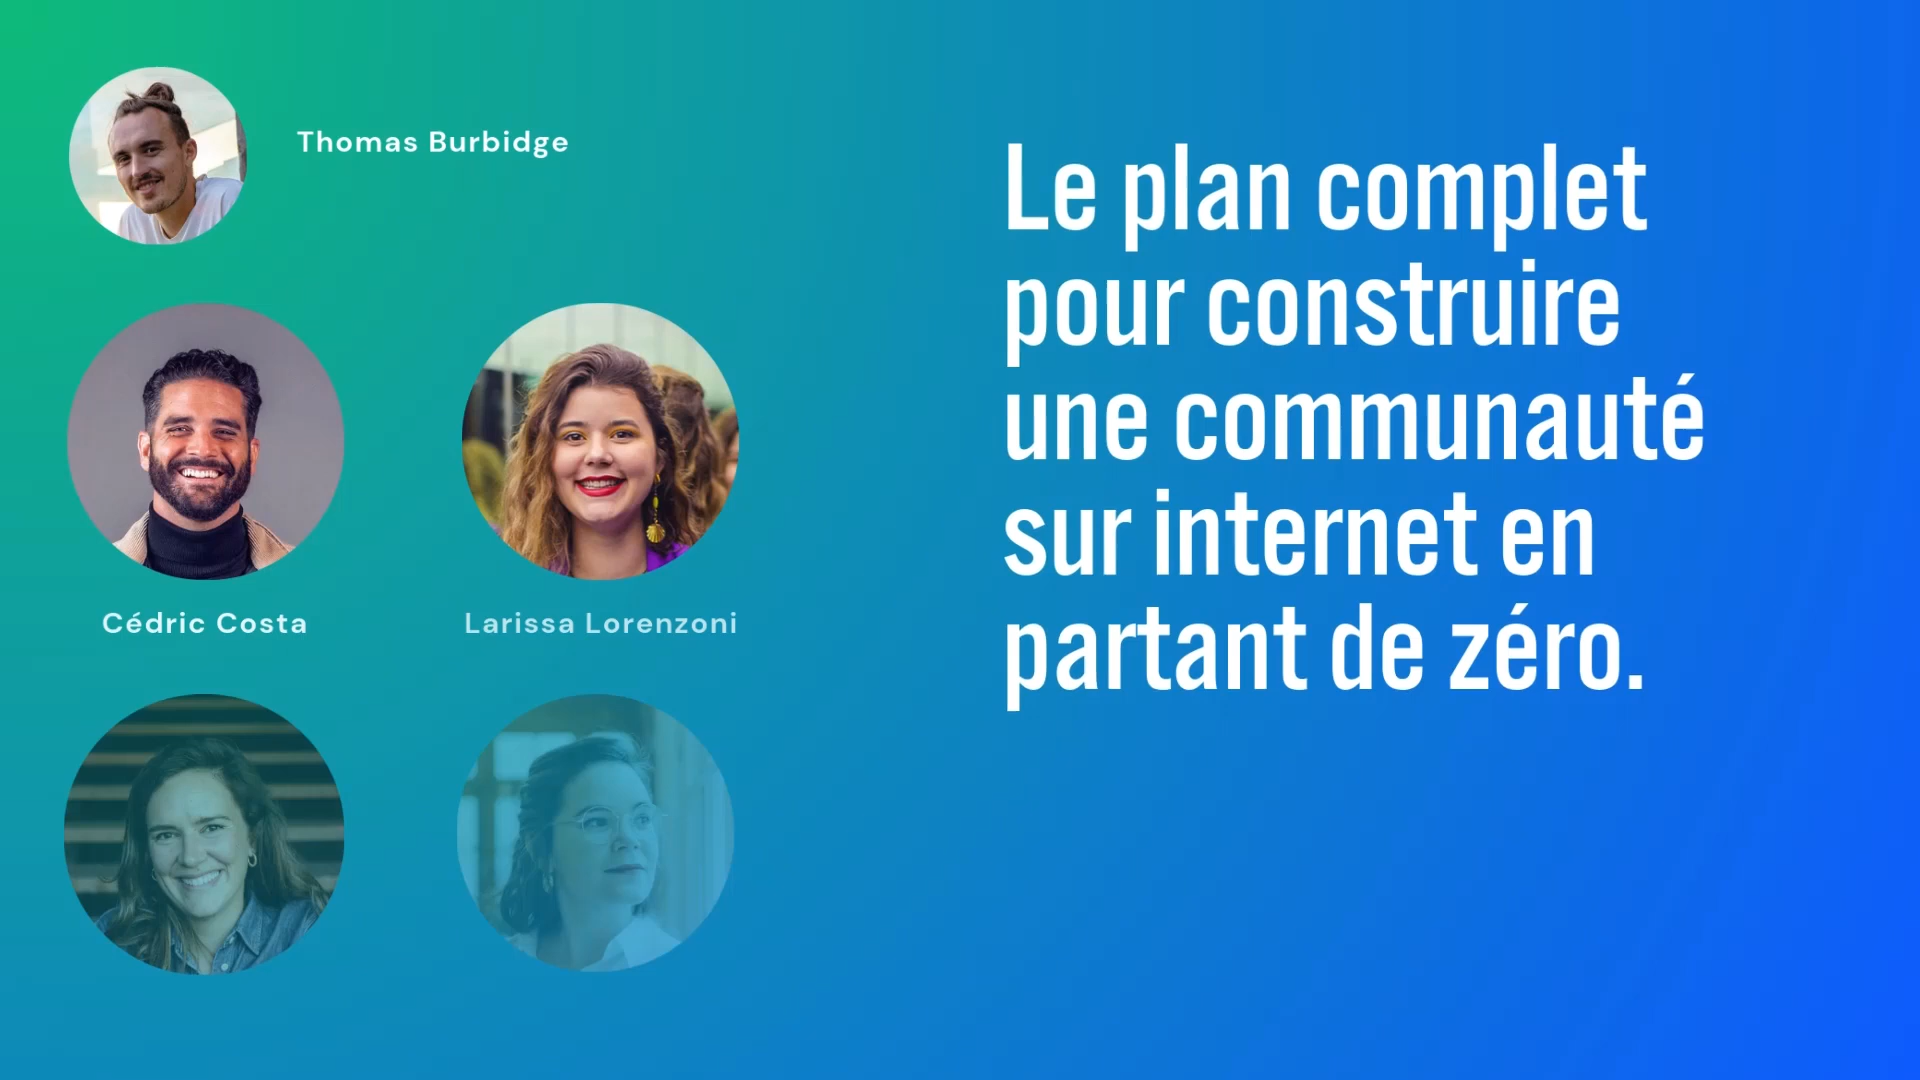 Thomas Burbidge
Cédric Costa
Larissa Lorenzoni
Le plan complet
pour construire
une communauté
sur internet en
partant de zéro.